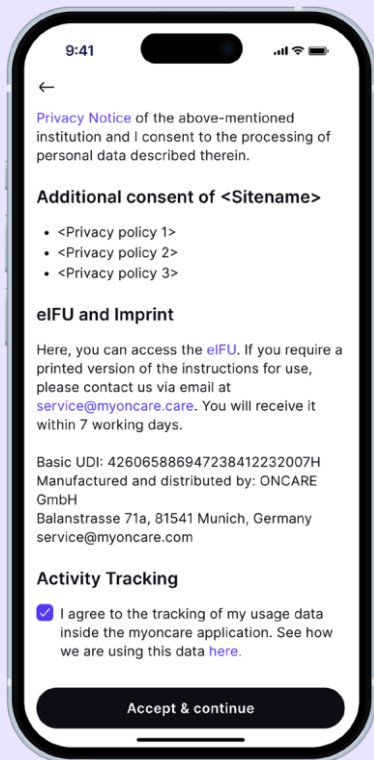 9:41
Privacy Notice of the above-mentioned
institution and I consent to the processing of
personal data described therein.
Additional consent of <Sitename>
• <Privacy policy 1>
• <Privacy policy 2>
• <Privacy policy 3>
eIFU and Imprint
Here, you can access the eIFU. If you require a
printed version of the instructions for use,
please contact us via email at
service@myoncare.care. You will receive it
within 7 working days.
Basic UDI: 426065886947238412232007H
Manufactured and distributed by: ONCARE
GmbH
Balanstrasse 71a, 81541 Munich, Germany
service@myoncare.com
Activity Tracking
I agree to the tracking of my usage data
inside the myoncare application. See how
we are using this data here.
Accept & continue